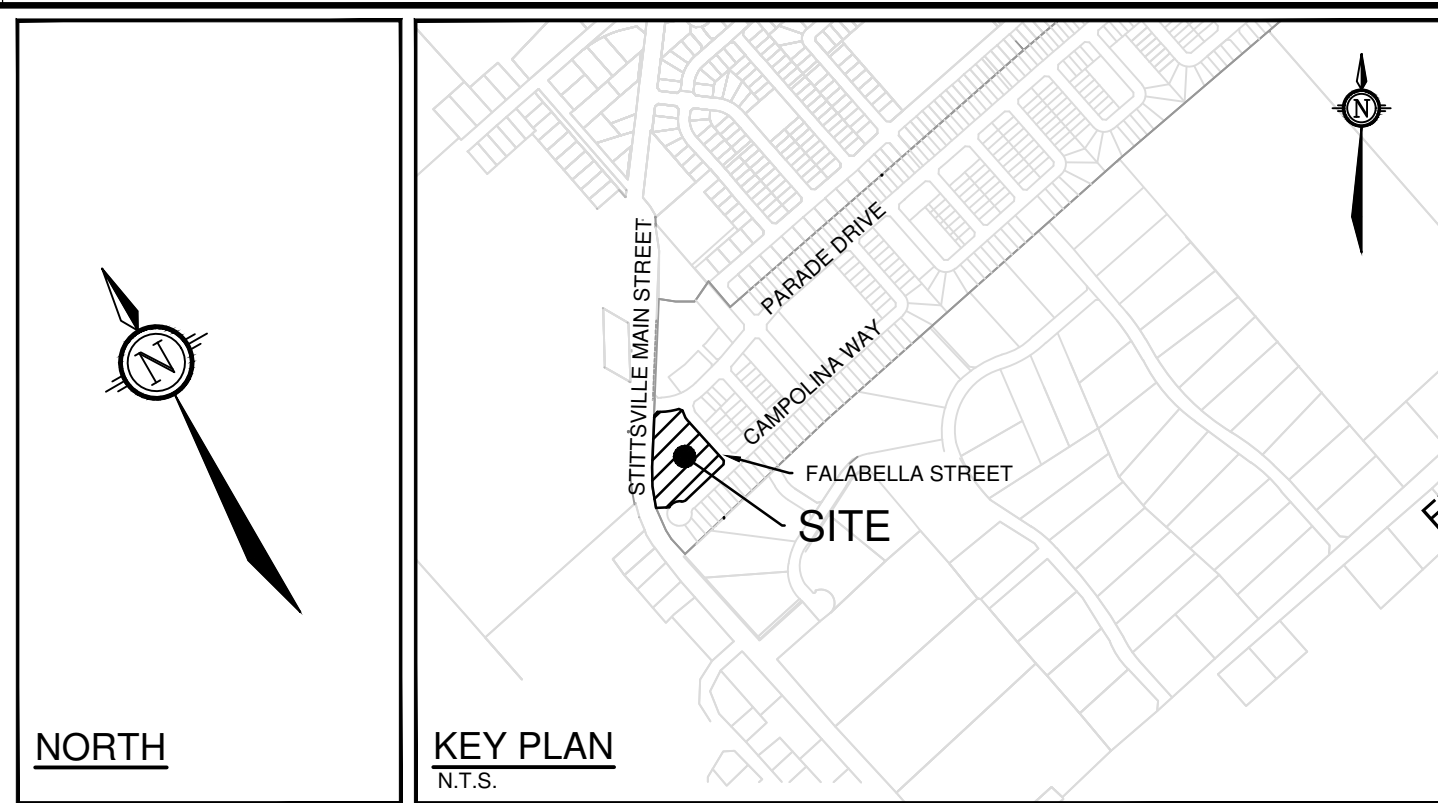 N
NORTH
N
STITTSVILLE MAIN STREET
PARADE DRIVE
CAMPOLINA WAY
FALABELLA STREET
SITE
KEY PLAN
N.T.S.